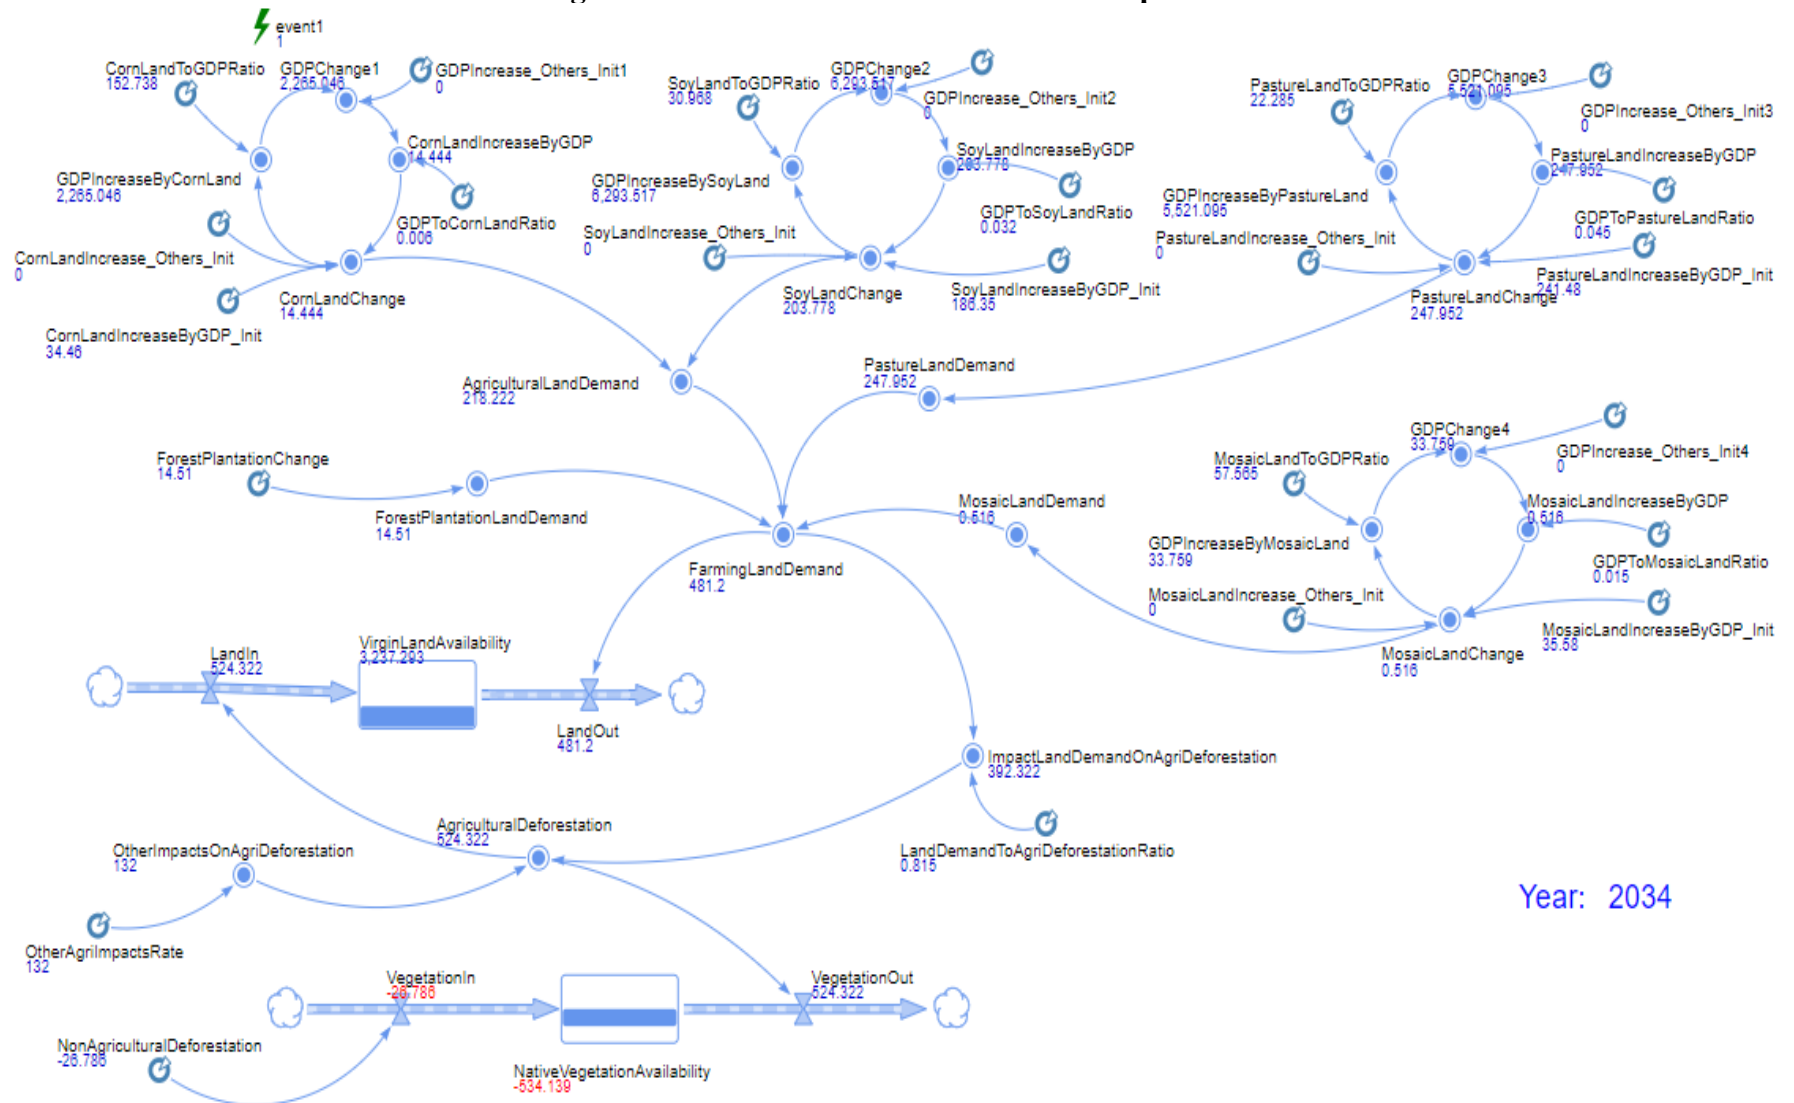 event1
1
CornLandToGDPRatio
152.738
GDPChange1
2,265.046
GDPIncrease_Others_Init1
0
CornLandIncreaseByGDP
14.444
GDPIncreaseByCornLand
2,265.046
GDPToCornLandRatio
0.006
CornLandIncrease_Others_Init
0
CornLandChange
14.444
CornLandIncreaseByGDP_Init
34.46
SoyLandToGDPRatio
30.968
GDPChange2
6,293.517
GDPIncrease_Others_Init2
0
SoyLandIncreaseByGDP
203.778
GDPIncreaseBySoyLand
6,293.517
GDPToSoyLandRatio
0.032
SoyLandIncrease_Others_Init
0
SoyLandChange
203.778
SoyLandIncreaseByGDP_Init
186.35
PastureLandToGDPRatio
22.285
GDPChange3
5,521.095
GDPIncrease_Others_Init3
0
PastureLandIncreaseByGDP
247.952
GDPIncreaseByPastureLand
5,521.095
GDPToPastureLandRatio
0.045
PastureLandIncrease_Others_Init
0
PastureLandIncreaseByGDP_Init
241.48
PastureLandChange
247.952
AgriculturalLandDemand
218.222
PastureLandDemand
247.952
ForestPlantationChange
14.51
ForestPlantationLandDemand
14.51
MosaicLandDemand
0.516
FarmingLandDemand
481.2
GDPChange4
33.759
GDPIncrease_Others_Init4
0
MosaicLandToGDPRatio
57.565
MosaicLandIncreaseByGDP
0.516
GDPIncreaseByMosaicLand
33.759
GDPToMosaicLandRatio
0.015
MosaicLandIncrease_Others_Init
0
MosaicLandIncreaseByGDP_Init
35.58
MosaicLandChange
0.516
LandIn
524.322
VirginLandAvailability
3,237.293
LandOut
481.2
ImpactLandDemandOnAgriDeforestation
392.322
AgriculturalDeforestation
524.322
OtherImpactsOnAgriDeforestation
132
LandDemandToAgriDeforestationRatio
0.815
Year: 2034
OtherAgriImpactsRate
132
VegetationIn
-26.786
VegetationOut
524.322
NonAgriculturalDeforestation
-26.786
NativeVegetationAvailability
-534.139